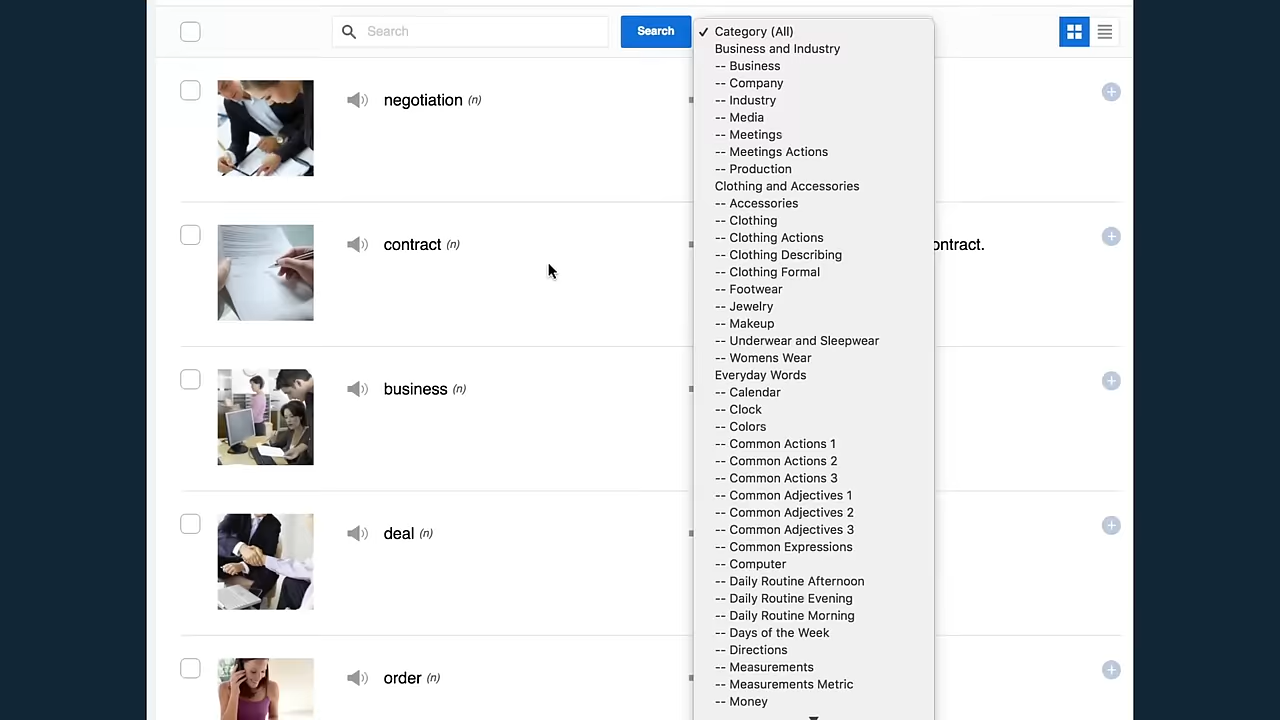 Search
Search
✓ Category (All)
Business and Industry
-- Business
-- Company
-- Industry
-- Media
-- Meetings
-- Meetings Actions
-- Production
Clothing and Accessories
-- Accessories
-- Clothing
-- Clothing Actions
-- Clothing Describing
-- Clothing Formal
-- Footwear
-- Jewelry
-- Makeup
-- Underwear and Sleepwear
-- Womens Wear
Everyday Words
-- Calendar
-- Clock
-- Colors
-- Common Actions 1
-- Common Actions 2
-- Common Actions 3
-- Common Adjectives 1
-- Common Adjectives 2
-- Common Adjectives 3
-- Common Expressions
-- Computer
-- Daily Routine Afternoon
-- Daily Routine Evening
-- Daily Routine Morning
-- Days of the Week
-- Directions
-- Measurements
-- Measurements Metric
-- Money
negotiation (n)
contract (n)
ontract.
business (n)
deal (n)
order (n)